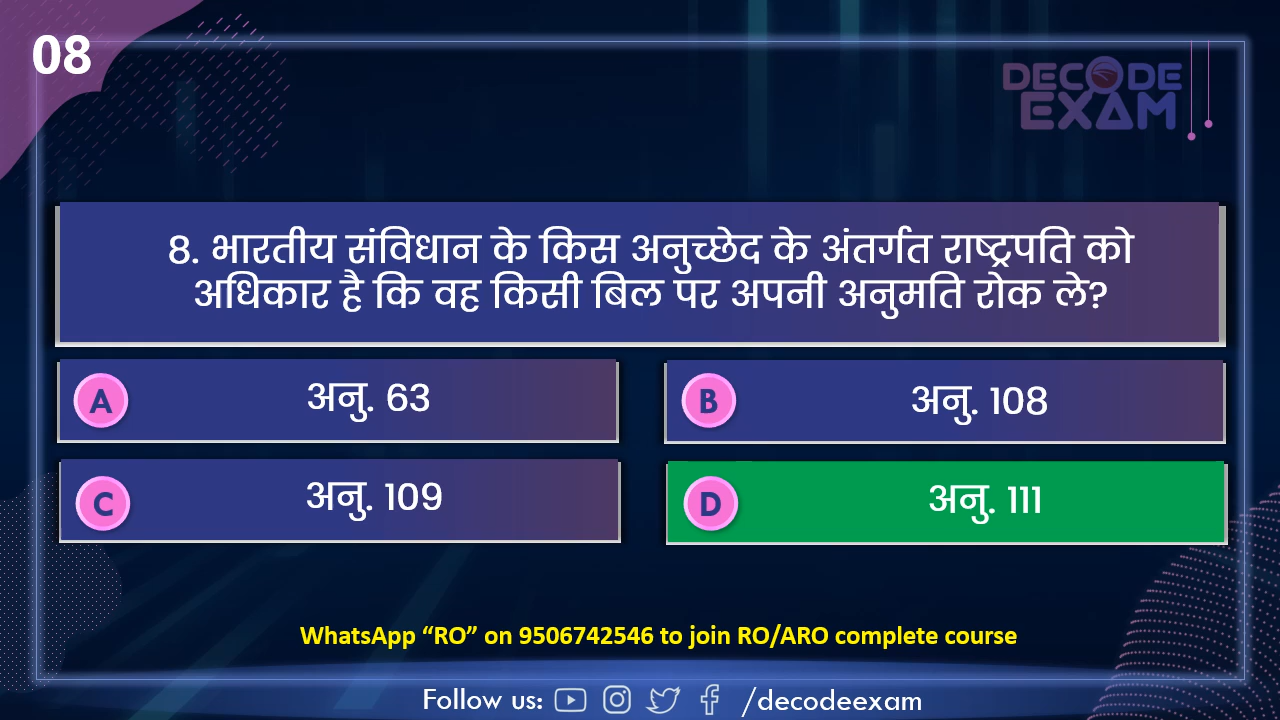 08
DECODE
EXAM
8. भारतीय संविधान के किस अनुच्छेद के अंतर्गत राष्ट्रपति को
अधिकार है कि वह किसी बिल पर अपनी अनुमति रोक ले?
A अनु. 63
B अनु. 108
C अनु. 109
D अनु. 111
WhatsApp “RO” on 9506742546 to join RO/ARO complete course
Follow us: /decodeexam